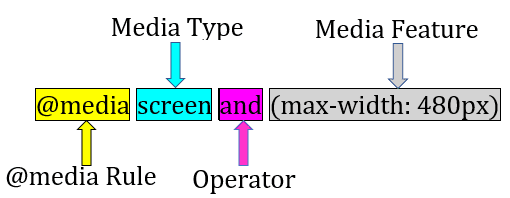 Media Type
Media Feature
@media screen and (max-width: 480px)
@media Rule
Operator